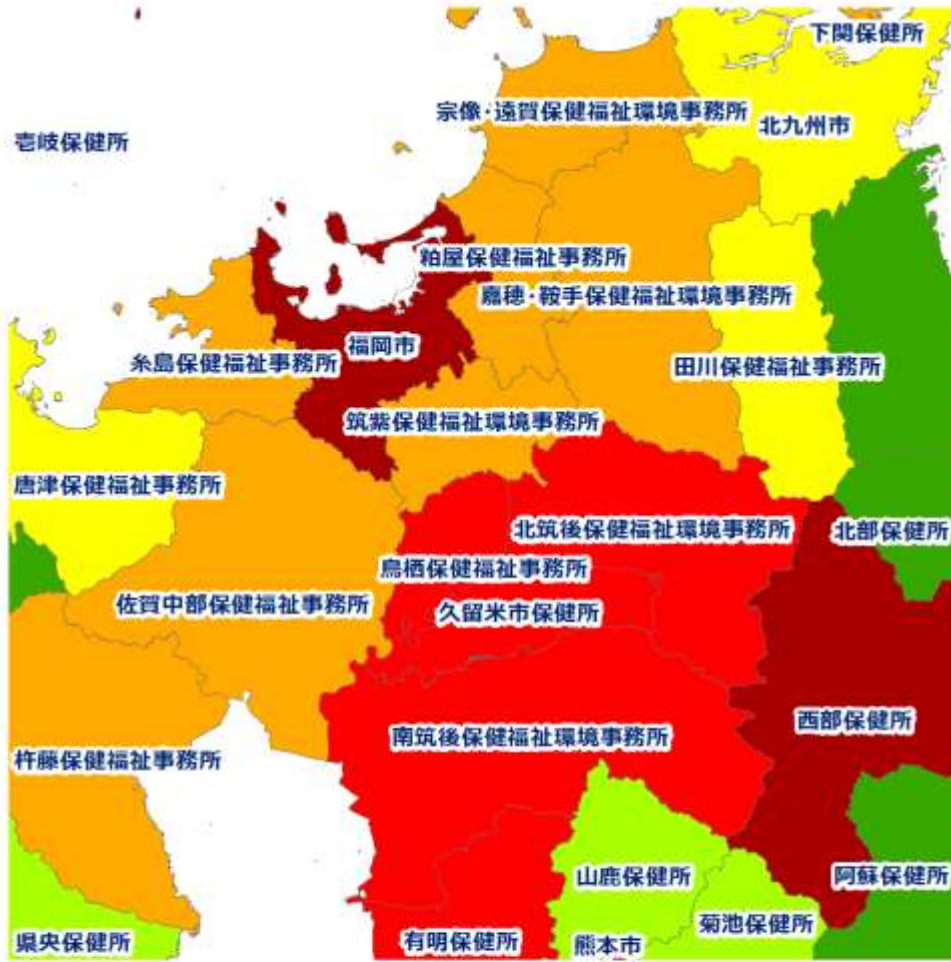 下関保健所
宗像・遠賀保健福祉環境事務所
北九州市
壱岐保健所
粕屋保健福祉事務所
嘉穂・鞍手保健福祉環境事務所
福岡市
糸島保健福祉事務所
田川保健福祉事務所
筑紫保健福祉環境事務所
唐津保健福祉事務所
北筑後保健福祉環境事務所
北部保健所
鳥栖保健福祉事務所
佐賀中部保健福祉事務所
久留米市保健所
西部保健所
南筑後保健福祉環境事務所
杵藤保健福祉事務所
山鹿保健所
阿蘇保健所
菊池保健所
県央保健所
有明保健所
熊本市